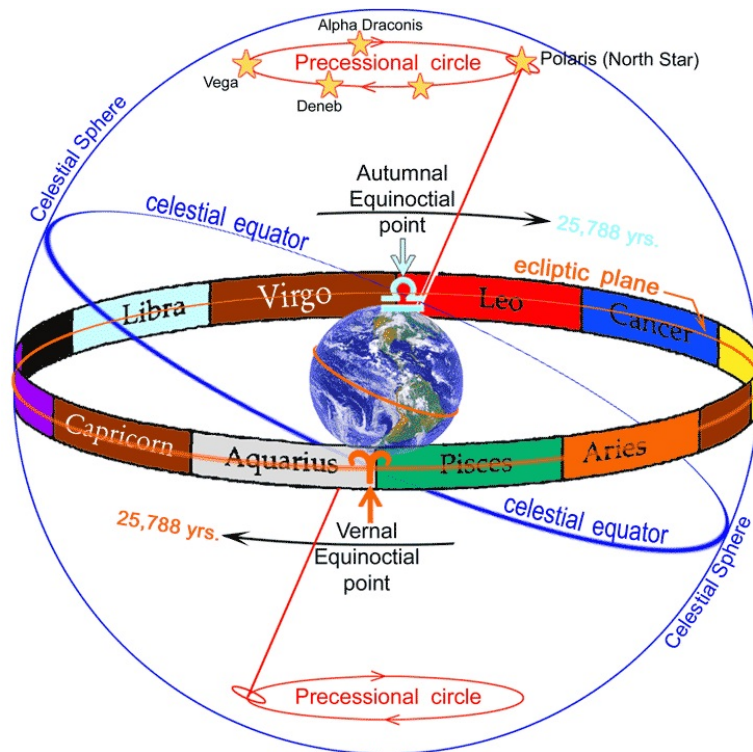 Alpha Draconis
Precessional circle
Polaris (North Star)
Vega
Deneb
Celestial Sphere
Autumnal
Equinoctial
point
celestial equator
25,788 yrs.
ecliptic plane
Libra
Virgo
Leo
Cancer
Capricorn
Aquarius
Pisces
Aries
celestial equator
25,788 yrs.
Vernal
Equinoctial
point
Celestial Sphere
Precessional circle